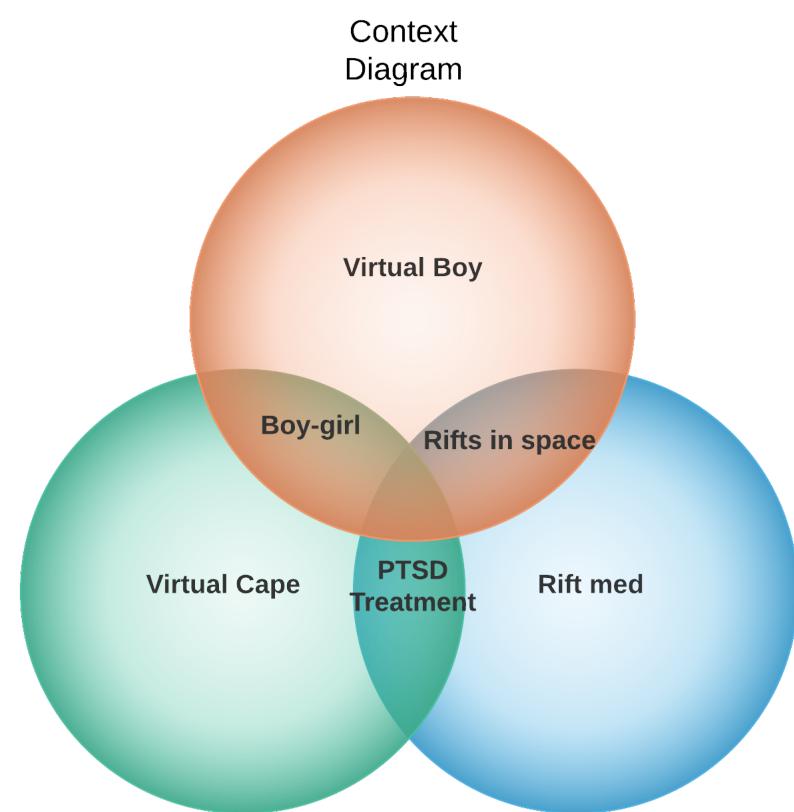 Context
Diagram
Virtual Boy
Boy-girl
Rifts in space
Virtual Cape
PTSD
Treatment
Rift med